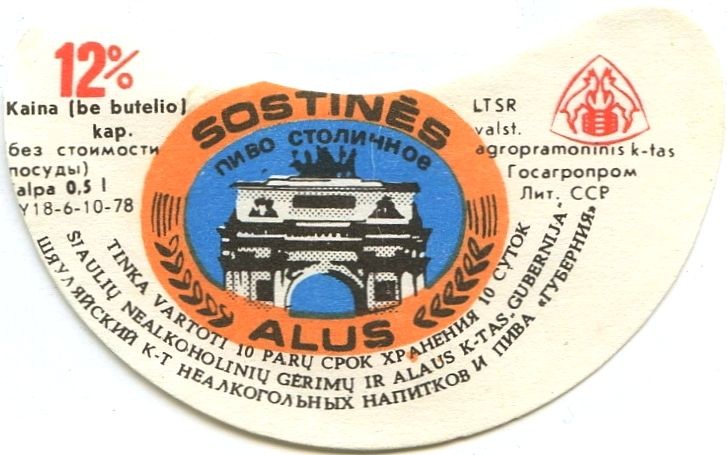 12%
Kaina (be butelio)
kap.
без стоимости
посуды)
alpa 0,5 l
Y18-6-10-78
SOSTINĖS
ПИВО СТОЛИЧНОЕ
ALUS
LTSR
valst.
agropramoninis k-tas
Госагропром
Лит. ССР
TINKA VARTOTI 10 PARŲ СРОК ХРАНЕНИЯ 10 СУТОК
ŠIAULIŲ NEALKOHOLINIŲ GĖRIMŲ IR ALAUS K-TAS „GUBERNIJA"
ШЯУЛЯЙСКИЙ К-Т НЕАЛКОГОЛЬНЫХ НАПИТКОВ И ПИВА «ГУБЕРНИЯ»